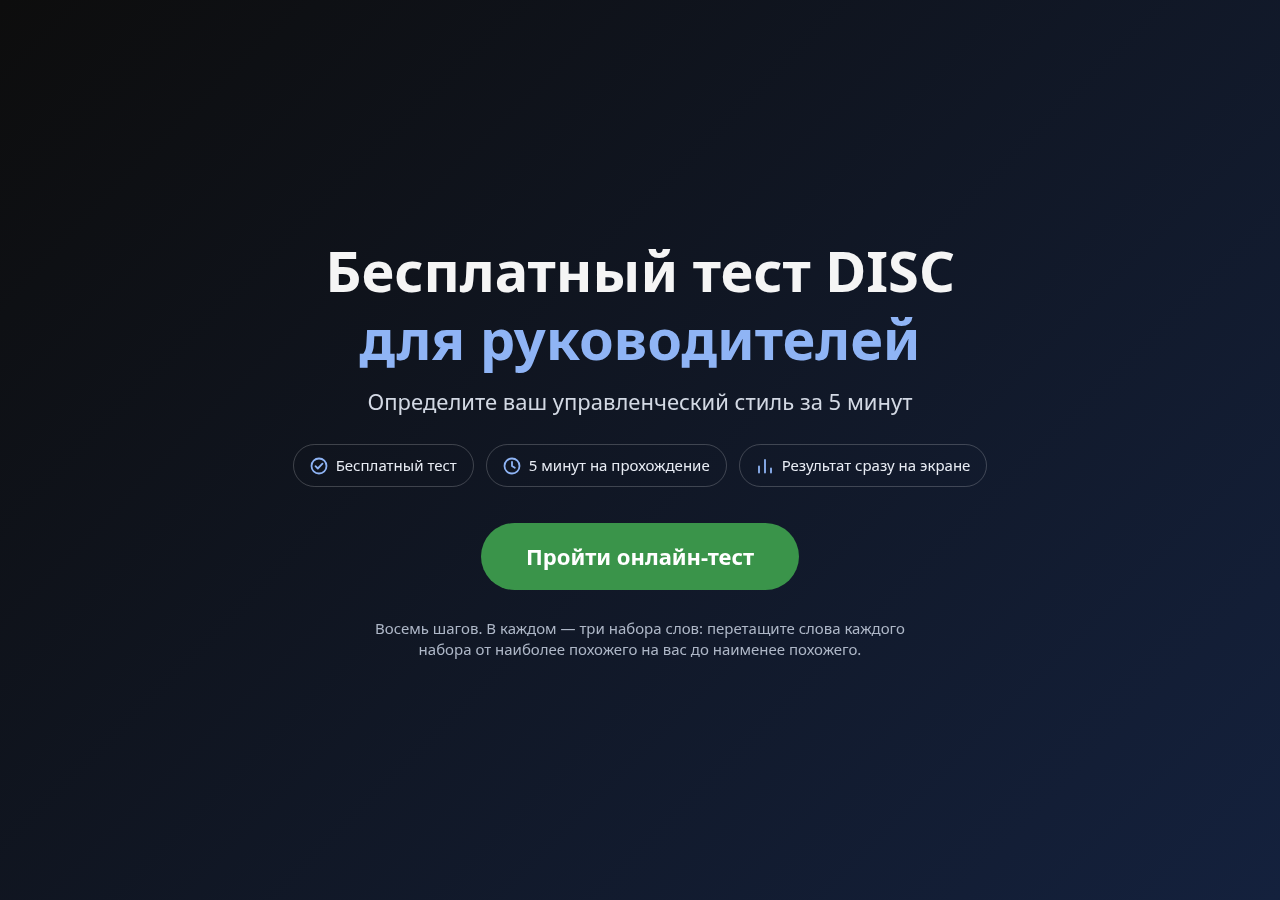 Бесплатный тест DISC
для руководителей
Определите ваш управленческий стиль за 5 минут
Бесплатный тест
5 минут на прохождение
Результат сразу на экране
Пройти онлайн-тест
Восемь шагов. В каждом — три набора слов: перетащите слова каждого
набора от наиболее похожего на вас до наименее похожего.